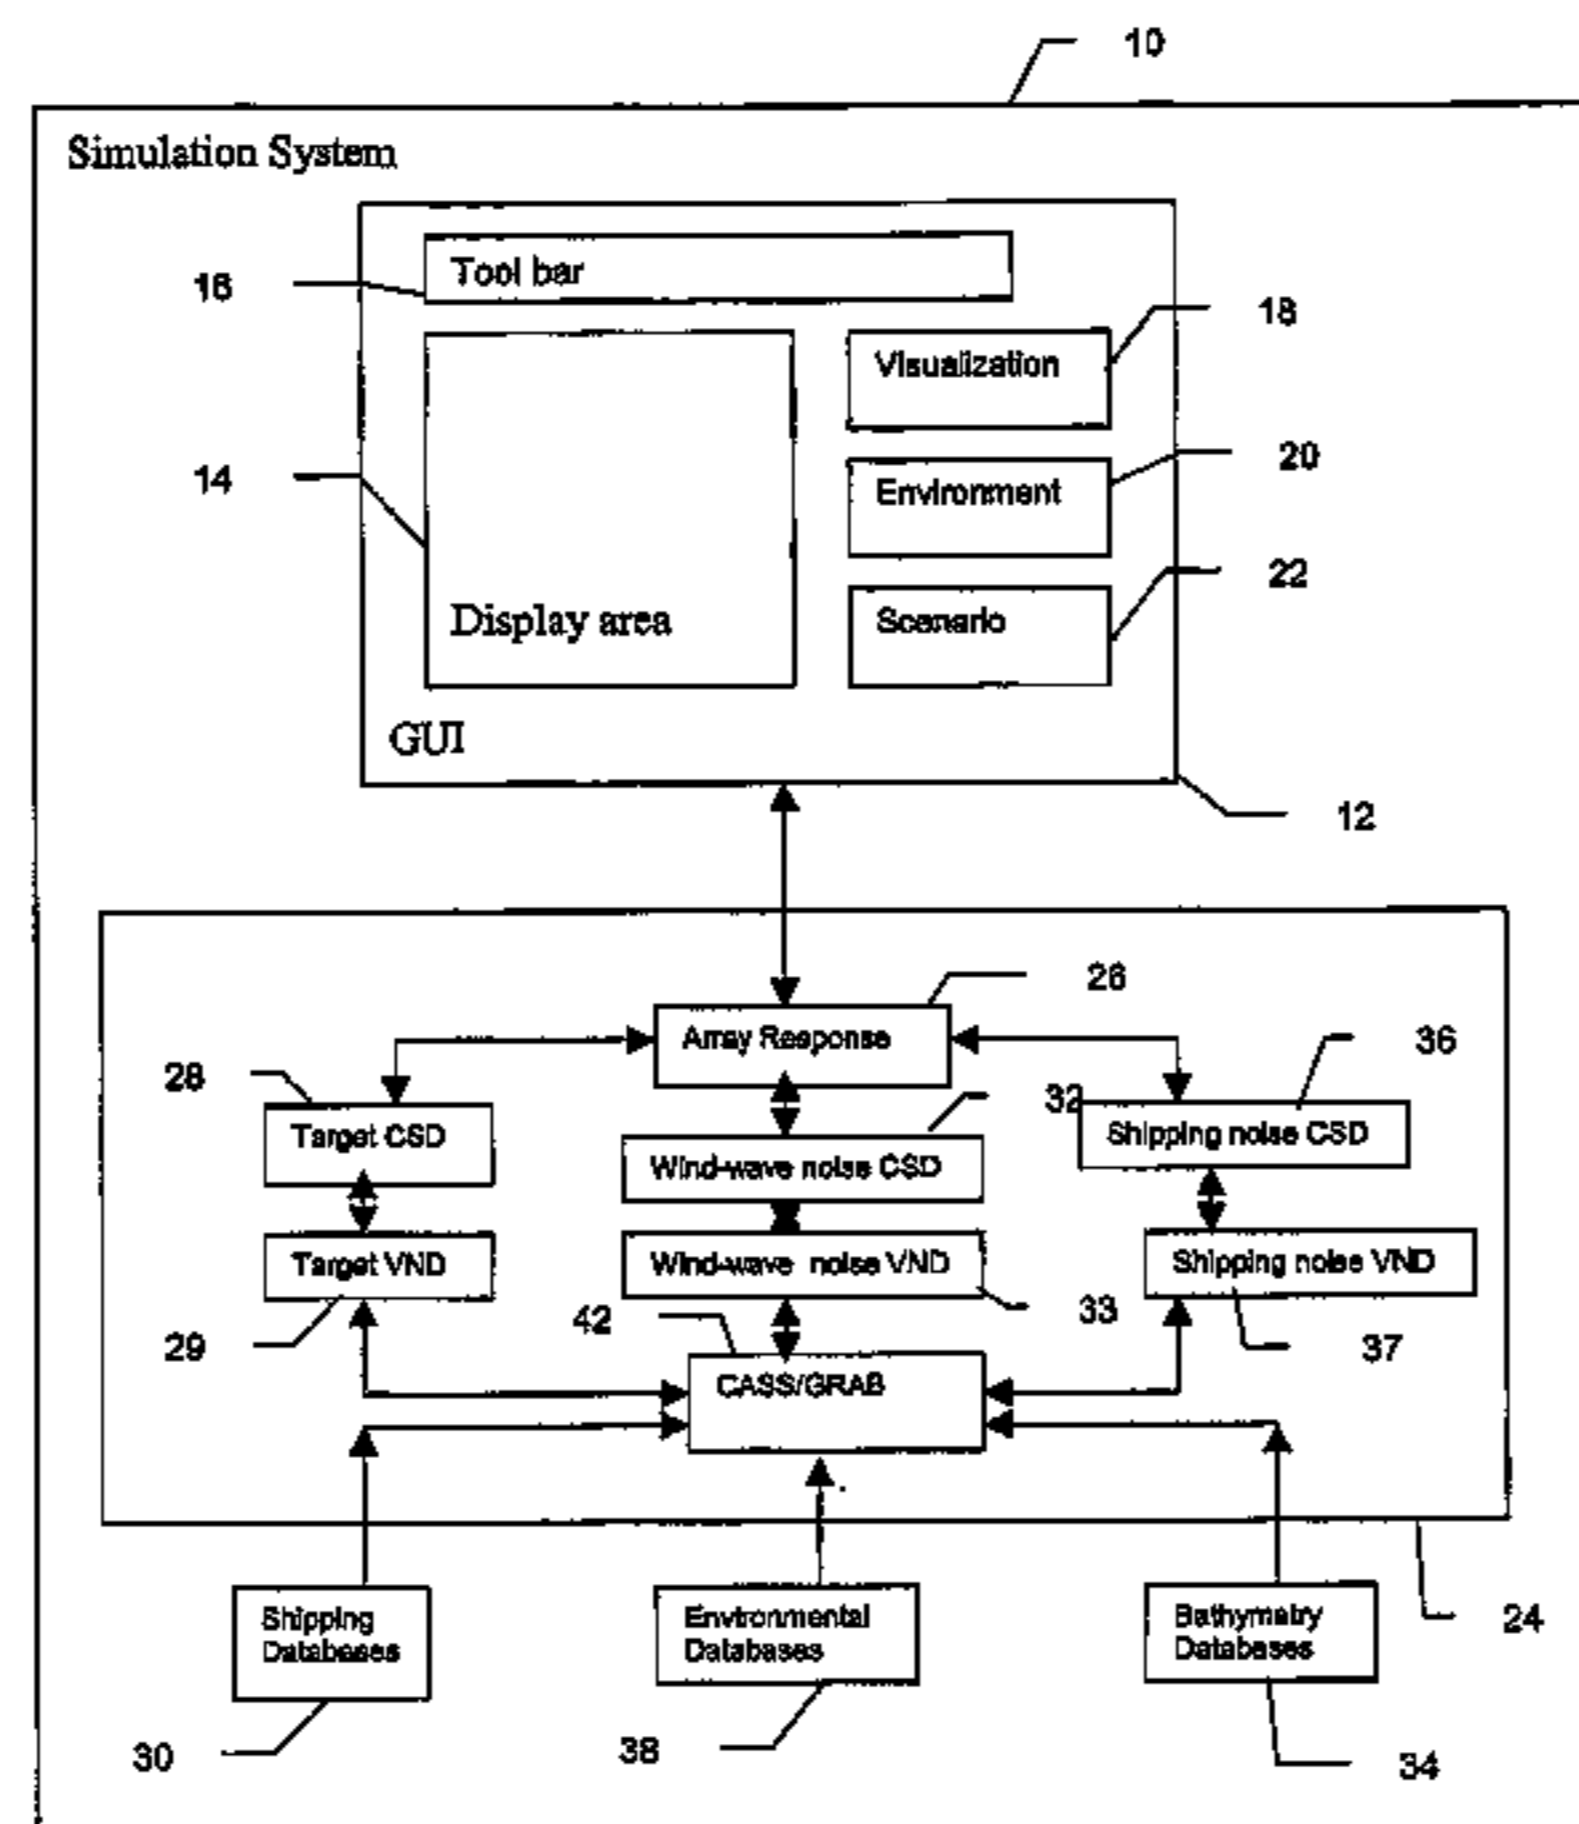 10
Simulation System
Tool bar
16
18
Visualization
14
20
Environment
22
Display area
Scenario
GUI
12
26
Array Response
36
28
32
Target CSD
Wind-wave noise CSD
Shipping noise CSD
Target VND
Wind-wave noise VND
Shipping noise VND
29
42
33
37
CASS/GRAB
Shipping
Databases
Environmental
Databases
Bathymetry
Databases
24
30
38
34